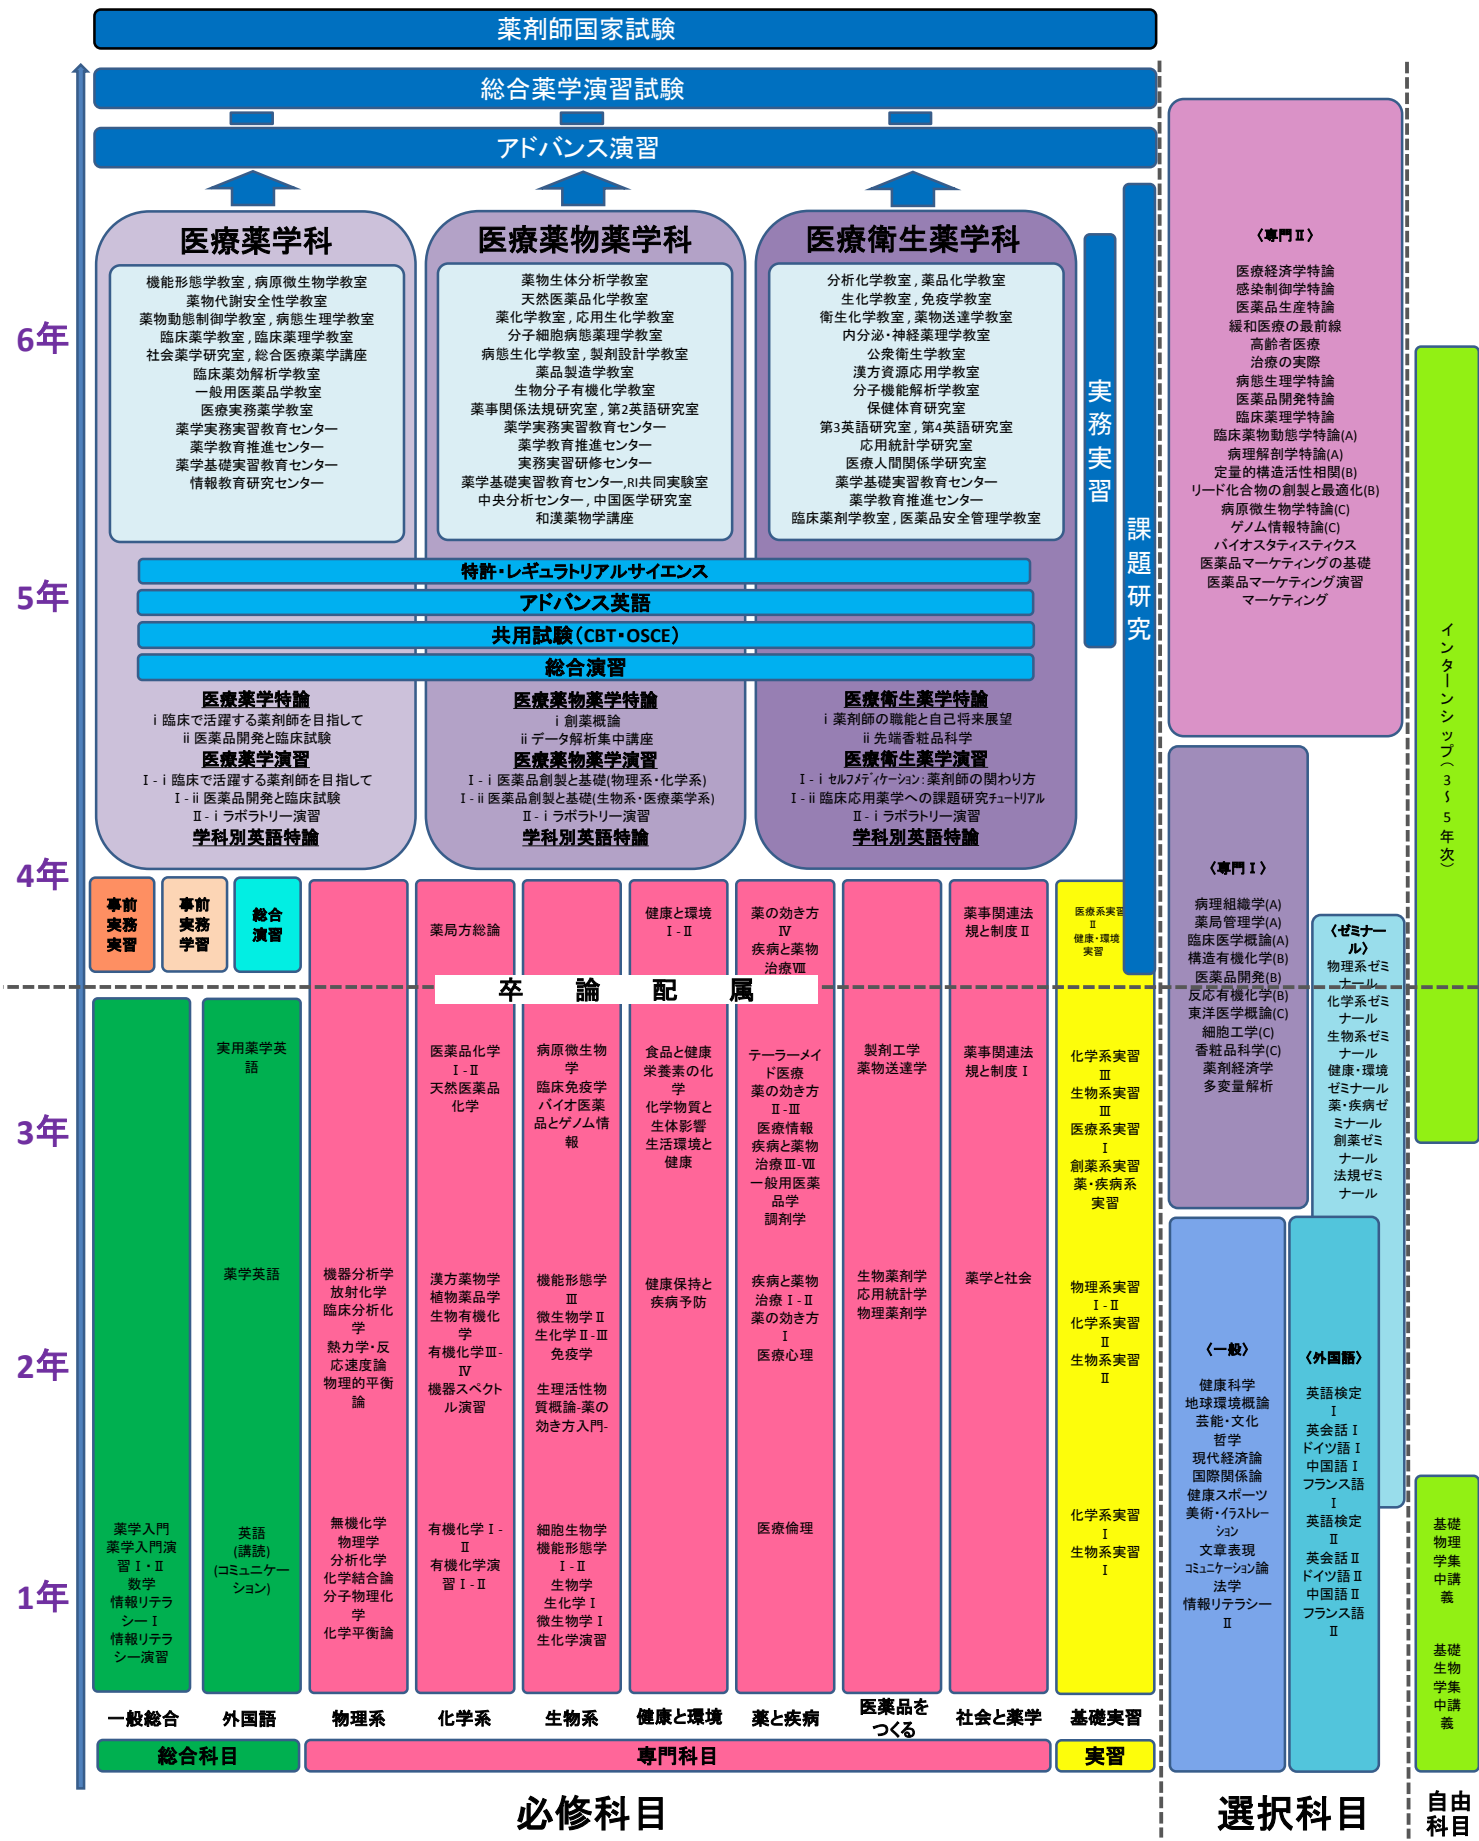 薬剤師国家試験
総合薬学演習試験
アドバンス演習
医療薬学科
機能形態学教室，病原微生物学教室
薬物代謝安全性学教室
薬物動態制御学教室，病態生理学教室
臨床薬学教室，臨床薬理学教室
社会薬学研究室，総合医療薬学講座
臨床薬効解析学教室
一般用医薬品学教室
医療実務薬学教室
薬学実務実習教育センター
薬学教育推進センター
薬学基礎実習教育センター
情報教育研究センター
医療薬物薬学科
薬物生体分析学教室
天然医薬品化学教室
薬化学教室，応用生化学教室
分子細胞病態薬理学教室
病態生化学教室，製剤設計学教室
薬品製造学教室
生物分子有機化学教室
薬事関係法規研究室，第2英語研究室
薬学実務実習教育センター
薬学教育推進センター
実務実習研修センター
薬学基礎実習教育センター,RI共同実験室
中央分析センター，中国医学研究室
和漢薬物学講座
医療衛生薬学科
分析化学教室，薬品化学教室
生化学教室，免疫学教室
衛生化学教室，薬物送達学教室
内分泌・神経薬理学教室
公衆衛生学教室
漢方資源応用学教室
分子機能解析学教室
保健体育研究室
第3英語研究室，第4英語研究室
応用統計学研究室
医療人間関係学研究室
薬学基礎実習教育センター
薬学教育推進センター
臨床薬剤学教室，医薬品安全管理学教室
実務実習
課題研究
特許・レギュラトリアルサイエンス
アドバンス英語
共用試験（CBT・OSCE）
総合演習
医療薬学特論
ⅰ 臨床で活躍する薬剤師を目指して
ⅱ 医薬品開発と臨床試験
医療薬学演習
Ⅰ-ⅰ 臨床で活躍する薬剤師を目指して
Ⅰ-ⅱ 医薬品開発と臨床試験
Ⅱ-ⅰ ラボラトリー演習
学科別英語特論
医療薬物薬学特論
ⅰ 創薬概論
ⅱ データ解析集中講座
医療薬物薬学演習
Ⅰ-ⅰ 医薬品創製と基礎(物理系・化学系)
Ⅰ-ⅱ 医薬品創製と基礎(生物系・医療薬学系)
Ⅱ-ⅰ ラボラトリー演習
学科別英語特論
医療衛生薬学特論
ⅰ 薬剤師の職能と自己将来展望
ⅱ 先端香粧品科学
医療衛生薬学演習
Ⅰ-ⅰ ｾﾙﾌﾒﾃﾞｨｹｰｼｮﾝ：薬剤師の関わり方
Ⅰ-ⅱ 臨床応用薬学への課題研究ﾁｭｰﾄﾘｱﾙ
Ⅱ-ⅰ ラボラトリー演習
学科別英語特論
6年
5年
4年
3年
2年
1年
事前
実務
実習
事前
実務
学習
総合
演習
卒　論　配　属
薬学入門
薬学入門演
習Ⅰ・Ⅱ
数学
情報リテラ
シーⅠ
情報リテラ
シー演習
実用薬学英
語
薬学英語
英語
(講読)
(コミュニケー
ション)
機器分析学
放射化学
臨床分析化
学
熱力学・反
応速度論
物理的平衡
論
無機化学
物理学
分析化学
化学結合論
分子物理化
学
化学平衡論
薬局方総論
医薬品化学
Ⅰ-Ⅱ
天然医薬品
化学
漢方薬物学
植物薬品学
生物有機化
学
有機化学Ⅲ-
Ⅳ
機器スペクト
ル演習
有機化学Ⅰ-
Ⅱ
有機化学演
習Ⅰ-Ⅱ
病原微生物
学
臨床免疫学
バイオ医薬
品とゲノム情
報
機能形態学
Ⅲ
微生物学Ⅱ
生化学Ⅱ-Ⅲ
免疫学
生理活性物
質概論-薬の
効き方入門-
細胞生物学
機能形態学
Ⅰ-Ⅱ
生物学
生化学Ⅰ
微生物学Ⅰ
生化学演習
健康と環境
Ⅰ-Ⅱ
食品と健康
栄養素の化
学
化学物質と
生体影響
生活環境と
健康
健康保持と
疾病予防
薬の効き方
Ⅳ
疾病と薬物
治療Ⅷ
テーラーメイ
ド医療
薬の効き方
Ⅱ-Ⅲ
医療情報
疾病と薬物
治療Ⅲ-Ⅶ
一般用医薬
品学
調剤学
疾病と薬物
治療Ⅰ-Ⅱ
薬の効き方
Ⅰ
医療心理
医療倫理
製剤工学
薬物送達学
生物薬剤学
応用統計学
物理薬剤学
薬事関連法
規と制度Ⅱ
薬事関連法
規と制度Ⅰ
薬学と社会
医療系実習
Ⅱ
健康・環境
実習
化学系実習
Ⅲ
生物系実習
Ⅲ
医療系実習
Ⅰ
創薬系実習
薬・疾病系
実習
物理系実習
Ⅰ-Ⅱ
化学系実習
Ⅱ
生物系実習
Ⅱ
化学系実習
Ⅰ
生物系実習
Ⅰ
一般総合
外国語
物理系
化学系
生物系
健康と環境
薬と疾病
医薬品を
つくる
社会と薬学
基礎実習
総合科目
専門科目
実習
必修科目
〈専門Ⅱ〉
医療経済学特論
感染制御学特論
医薬品生産特論
緩和医療の最前線
高齢者医療
治療の実際
病態生理学特論
医薬品開発特論
臨床薬理学特論
臨床薬物動態学特論(A)
病理解剖学特論(A)
定量的構造活性相関(B)
リード化合物の創製と最適化(B)
病原微生物学特論(C)
ゲノム情報特論(C)
バイオスタティスティクス
医薬品マーケティングの基礎
医薬品マーケティング演習
マーケティング
〈専門Ⅰ〉
病理組織学(A)
薬局管理学(A)
臨床医学概論(A)
構造有機化学(B)
医薬品開発(B)
反応有機化学(B)
東洋医学概論(C)
細胞工学(C)
香粧品科学(C)
薬剤経済学
多変量解析
〈ゼミナー
ル〉
物理系ゼミ
ナール
化学系ゼミ
ナール
生物系ゼミ
ナール
健康・環境
ゼミナール
薬・疾病ゼ
ミナール
創薬ゼミ
ナール
法規ゼミ
ナール
〈一般〉
健康科学
地球環境概論
芸能・文化
哲学
現代経済論
国際関係論
健康スポーツ
美術・イラストレー
ション
文章表現
コミュニケーション論
法学
情報リテラシー
Ⅱ
〈外国語〉
英語検定
Ⅰ
英会話Ⅰ
ドイツ語Ⅰ
中国語Ⅰ
フランス語
Ⅰ
英語検定
Ⅱ
英会話Ⅱ
ドイツ語Ⅱ
中国語Ⅱ
フランス語
Ⅱ
選択科目
インターンシップ（3〜5年次）
基礎
物理
学集
中講
義
基礎
生物
学集
中講
義
自由
科目